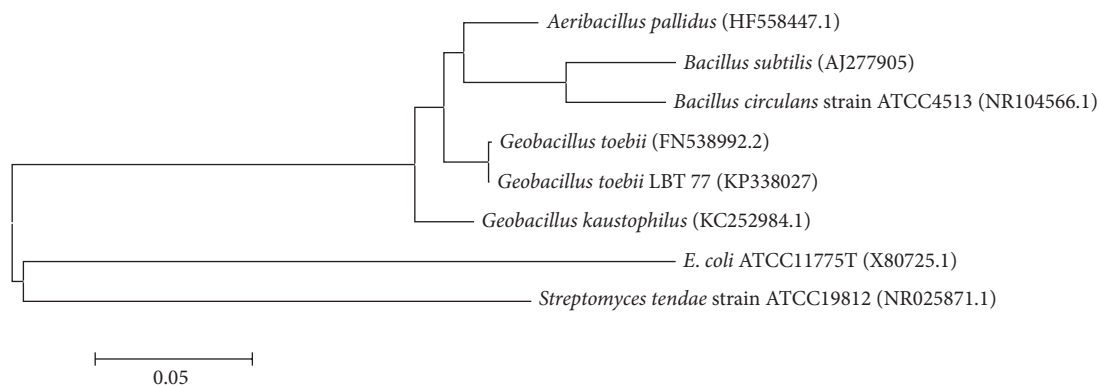 Aeribacillus pallidus (HF558447.1)
Bacillus subtilis (AJ277905)
Bacillus circulans strain ATCC4513 (NR104566.1)
Geobacillus toebii (FN538992.2)
Geobacillus toebii LBT 77 (KP338027)
Geobacillus kaustophilus (KC252984.1)
E. coli ATCC11775T (X80725.1)
Streptomyces tendae strain ATCC19812 (NR025871.1)
0.05